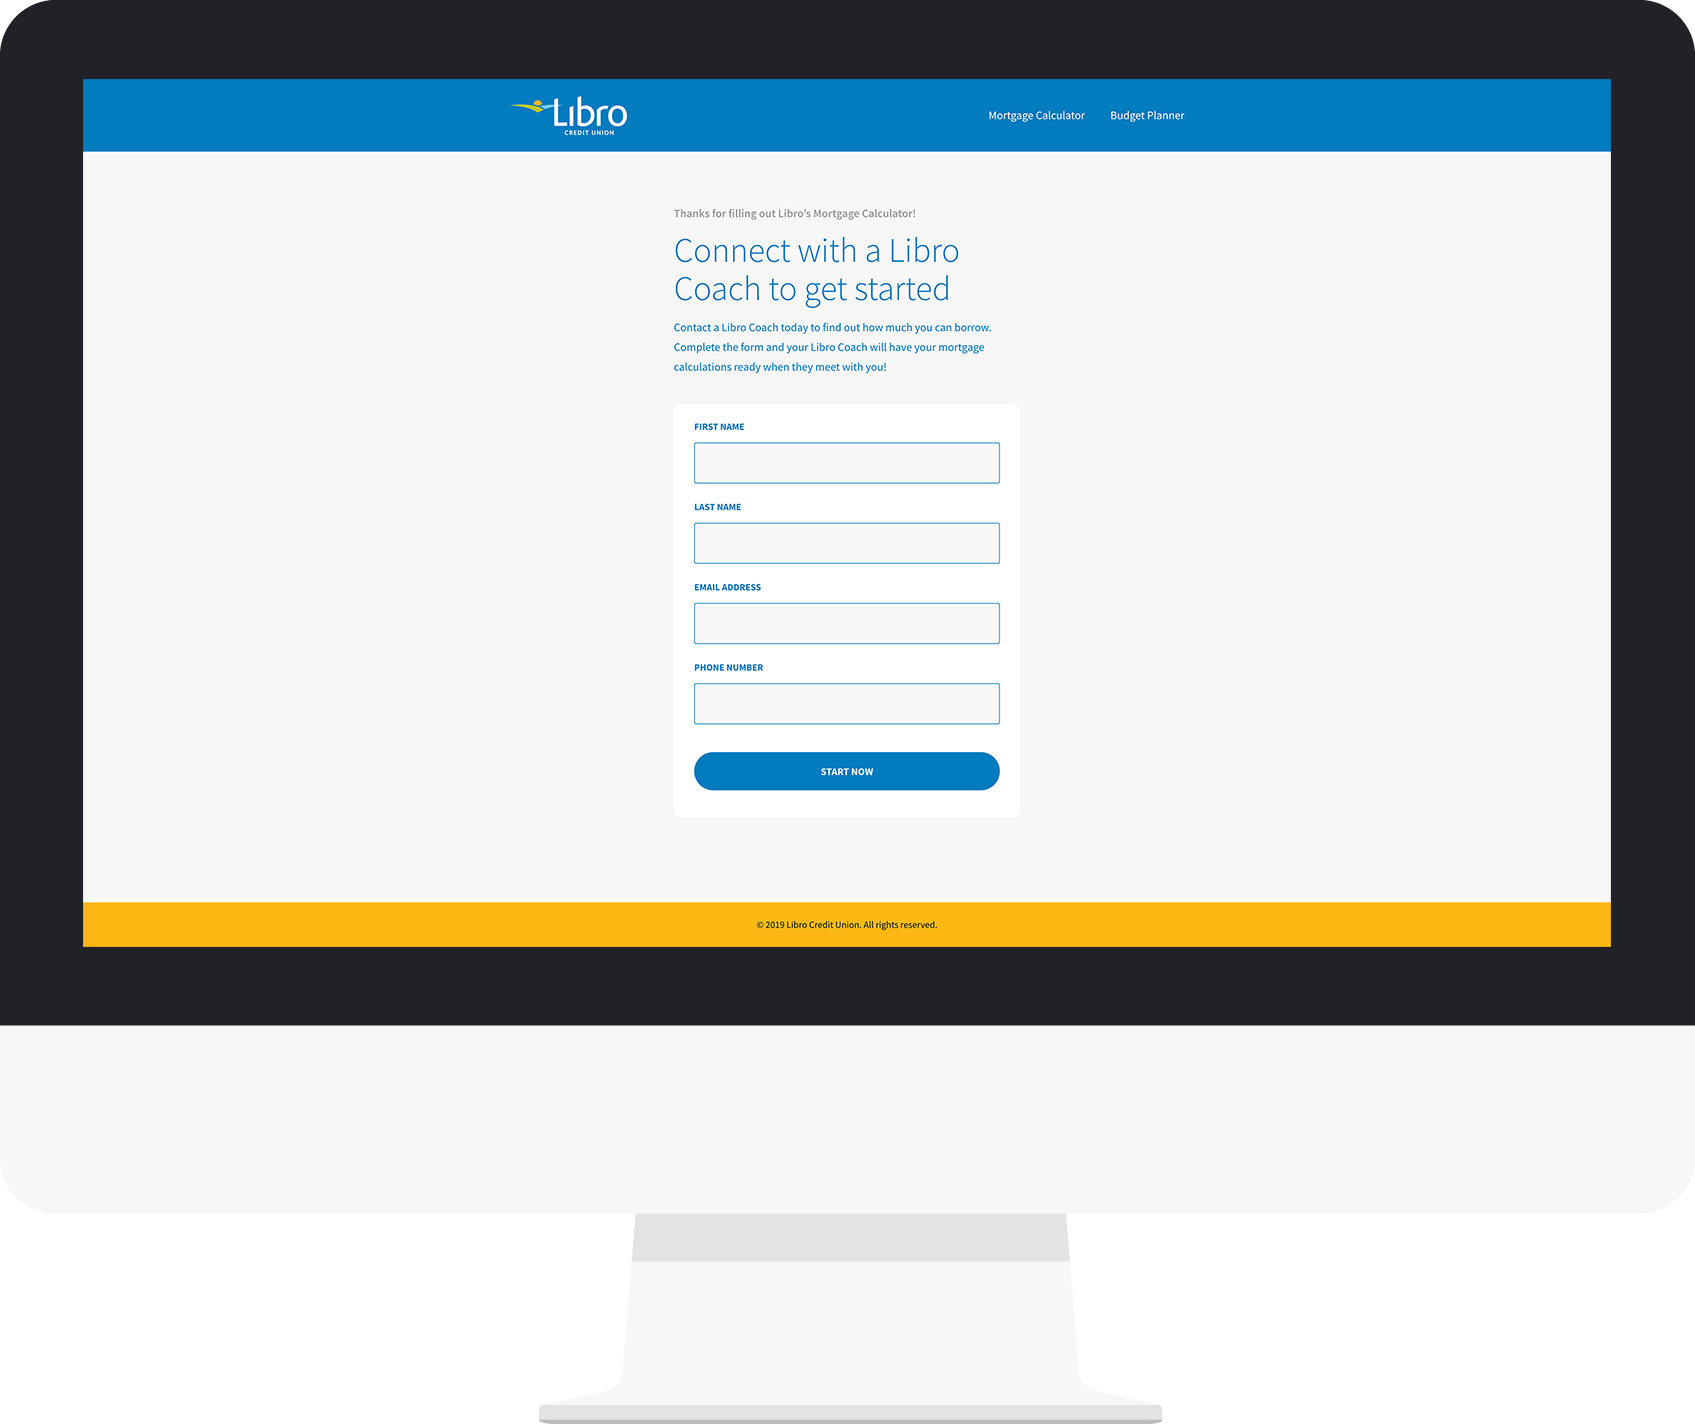 Libro
CREDIT UNION
Mortgage Calculator Budget Planner
Thanks for filling out Libro’s Mortgage Calculator!
Connect with a Libro
Coach to get started
Contact a Libro Coach today to find out how much you can borrow.
Complete the form and your Libro Coach will have your mortgage
calculations ready when they meet with you!
FIRST NAME
LAST NAME
EMAIL ADDRESS
PHONE NUMBER
START NOW
© 2019 Libro Credit Union. All rights reserved.